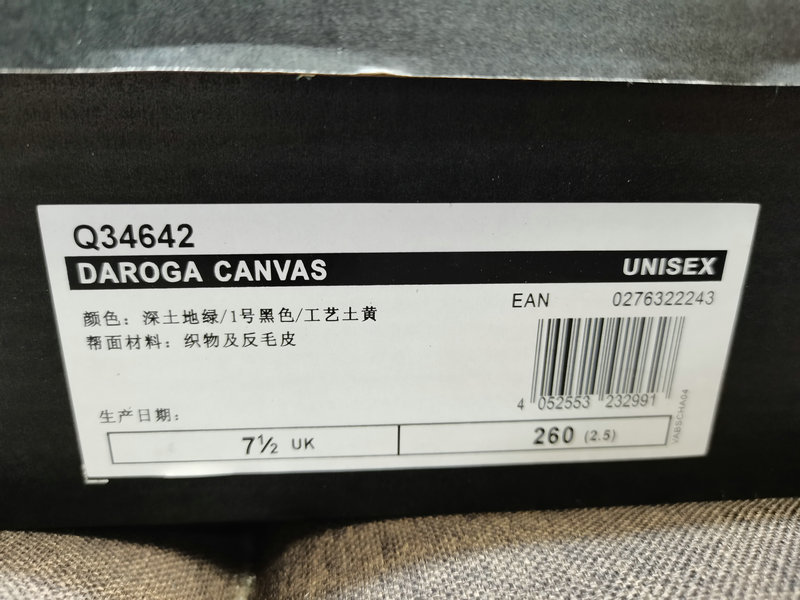 Q34642
DAROGA CANVAS UNISEX
EAN 0276322243
颜色：深土地绿/1号黑色/工艺土黄
帮面材料：织物及反毛皮
4 052553 232991
VABSCHA04
生产日期：
7½ UK 260 (2.5)